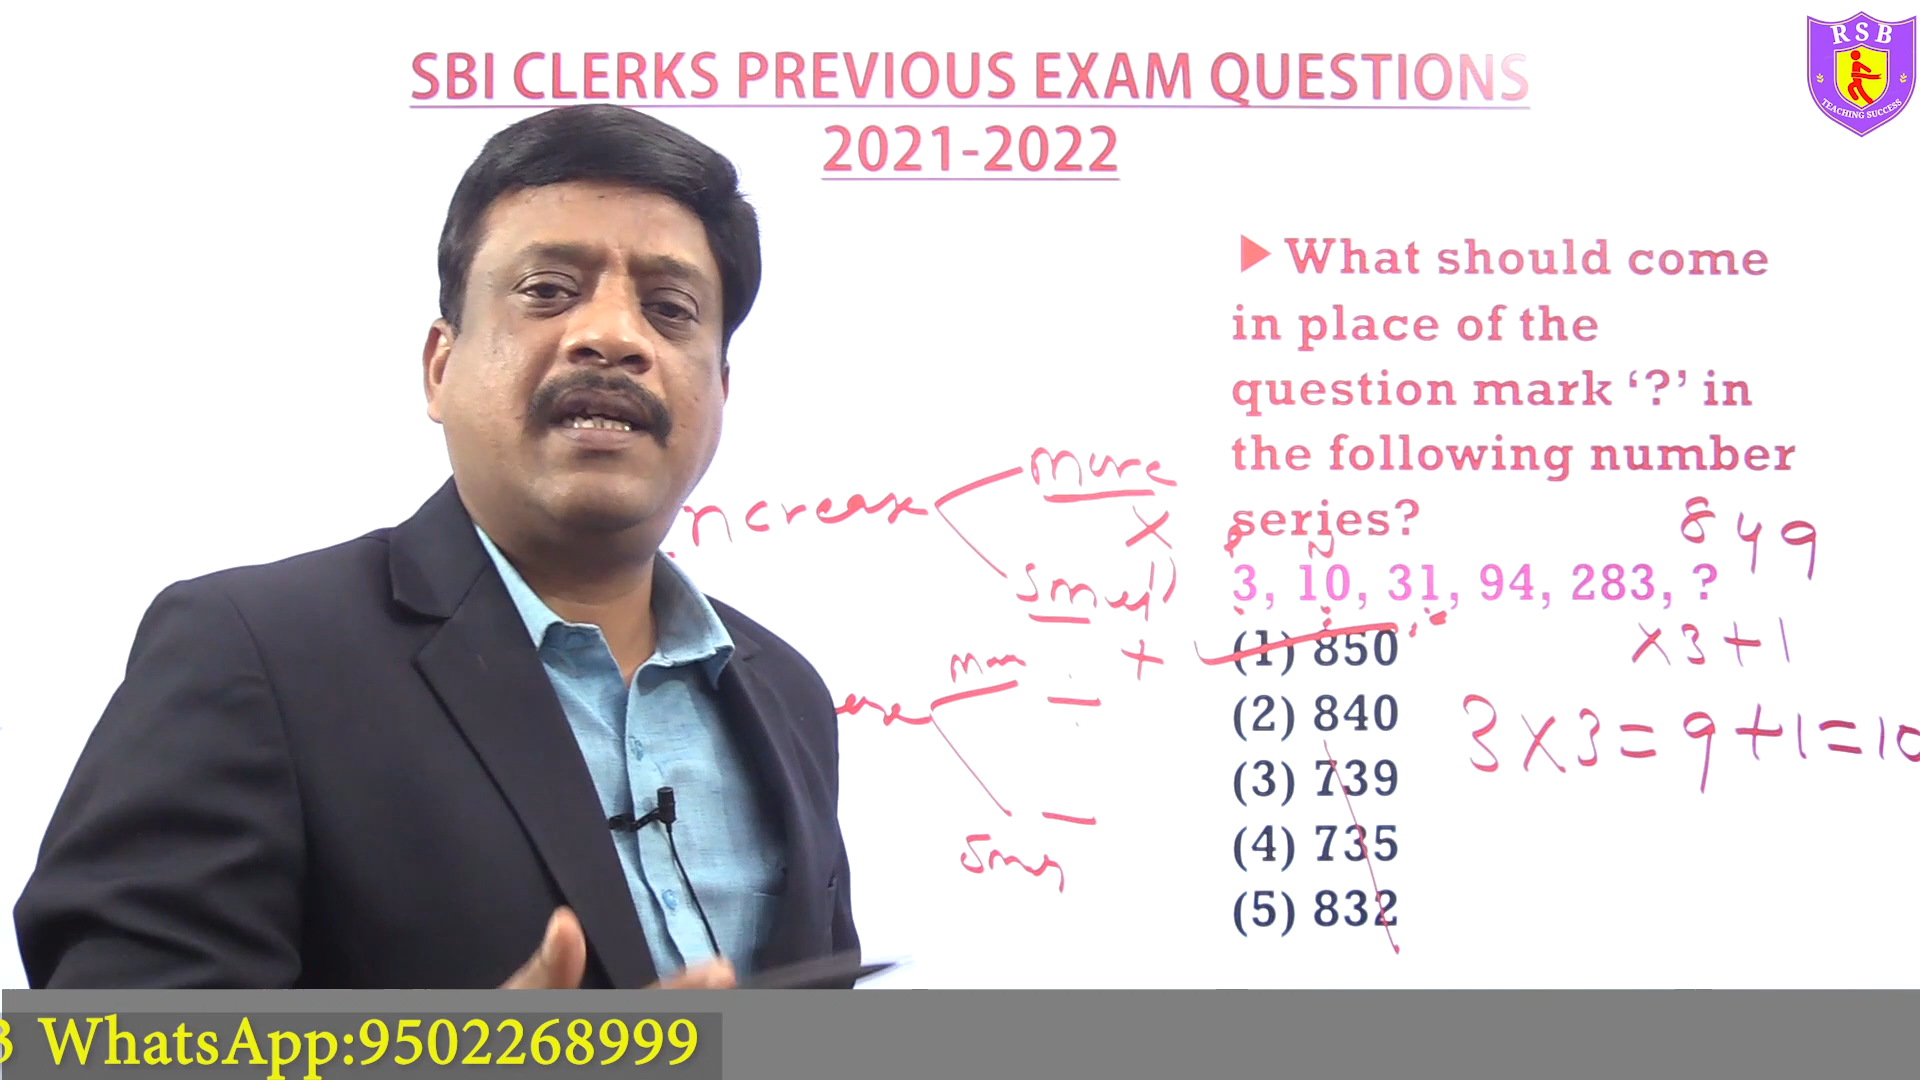 SBI CLERKS PREVIOUS EXAM QUESTIONS
2021-2022
RSB
TEACHING SUCCESS
What should come
in place of the
question mark ‘?’ in
the following number
series?
3, 10, 31, 94, 283, ?
(1) 850
(2) 840
(3) 739
(4) 735
(5) 832
849
×3+1
3×3=9+1=10
ncrease
more
×
small
+
WhatsApp:9502268999